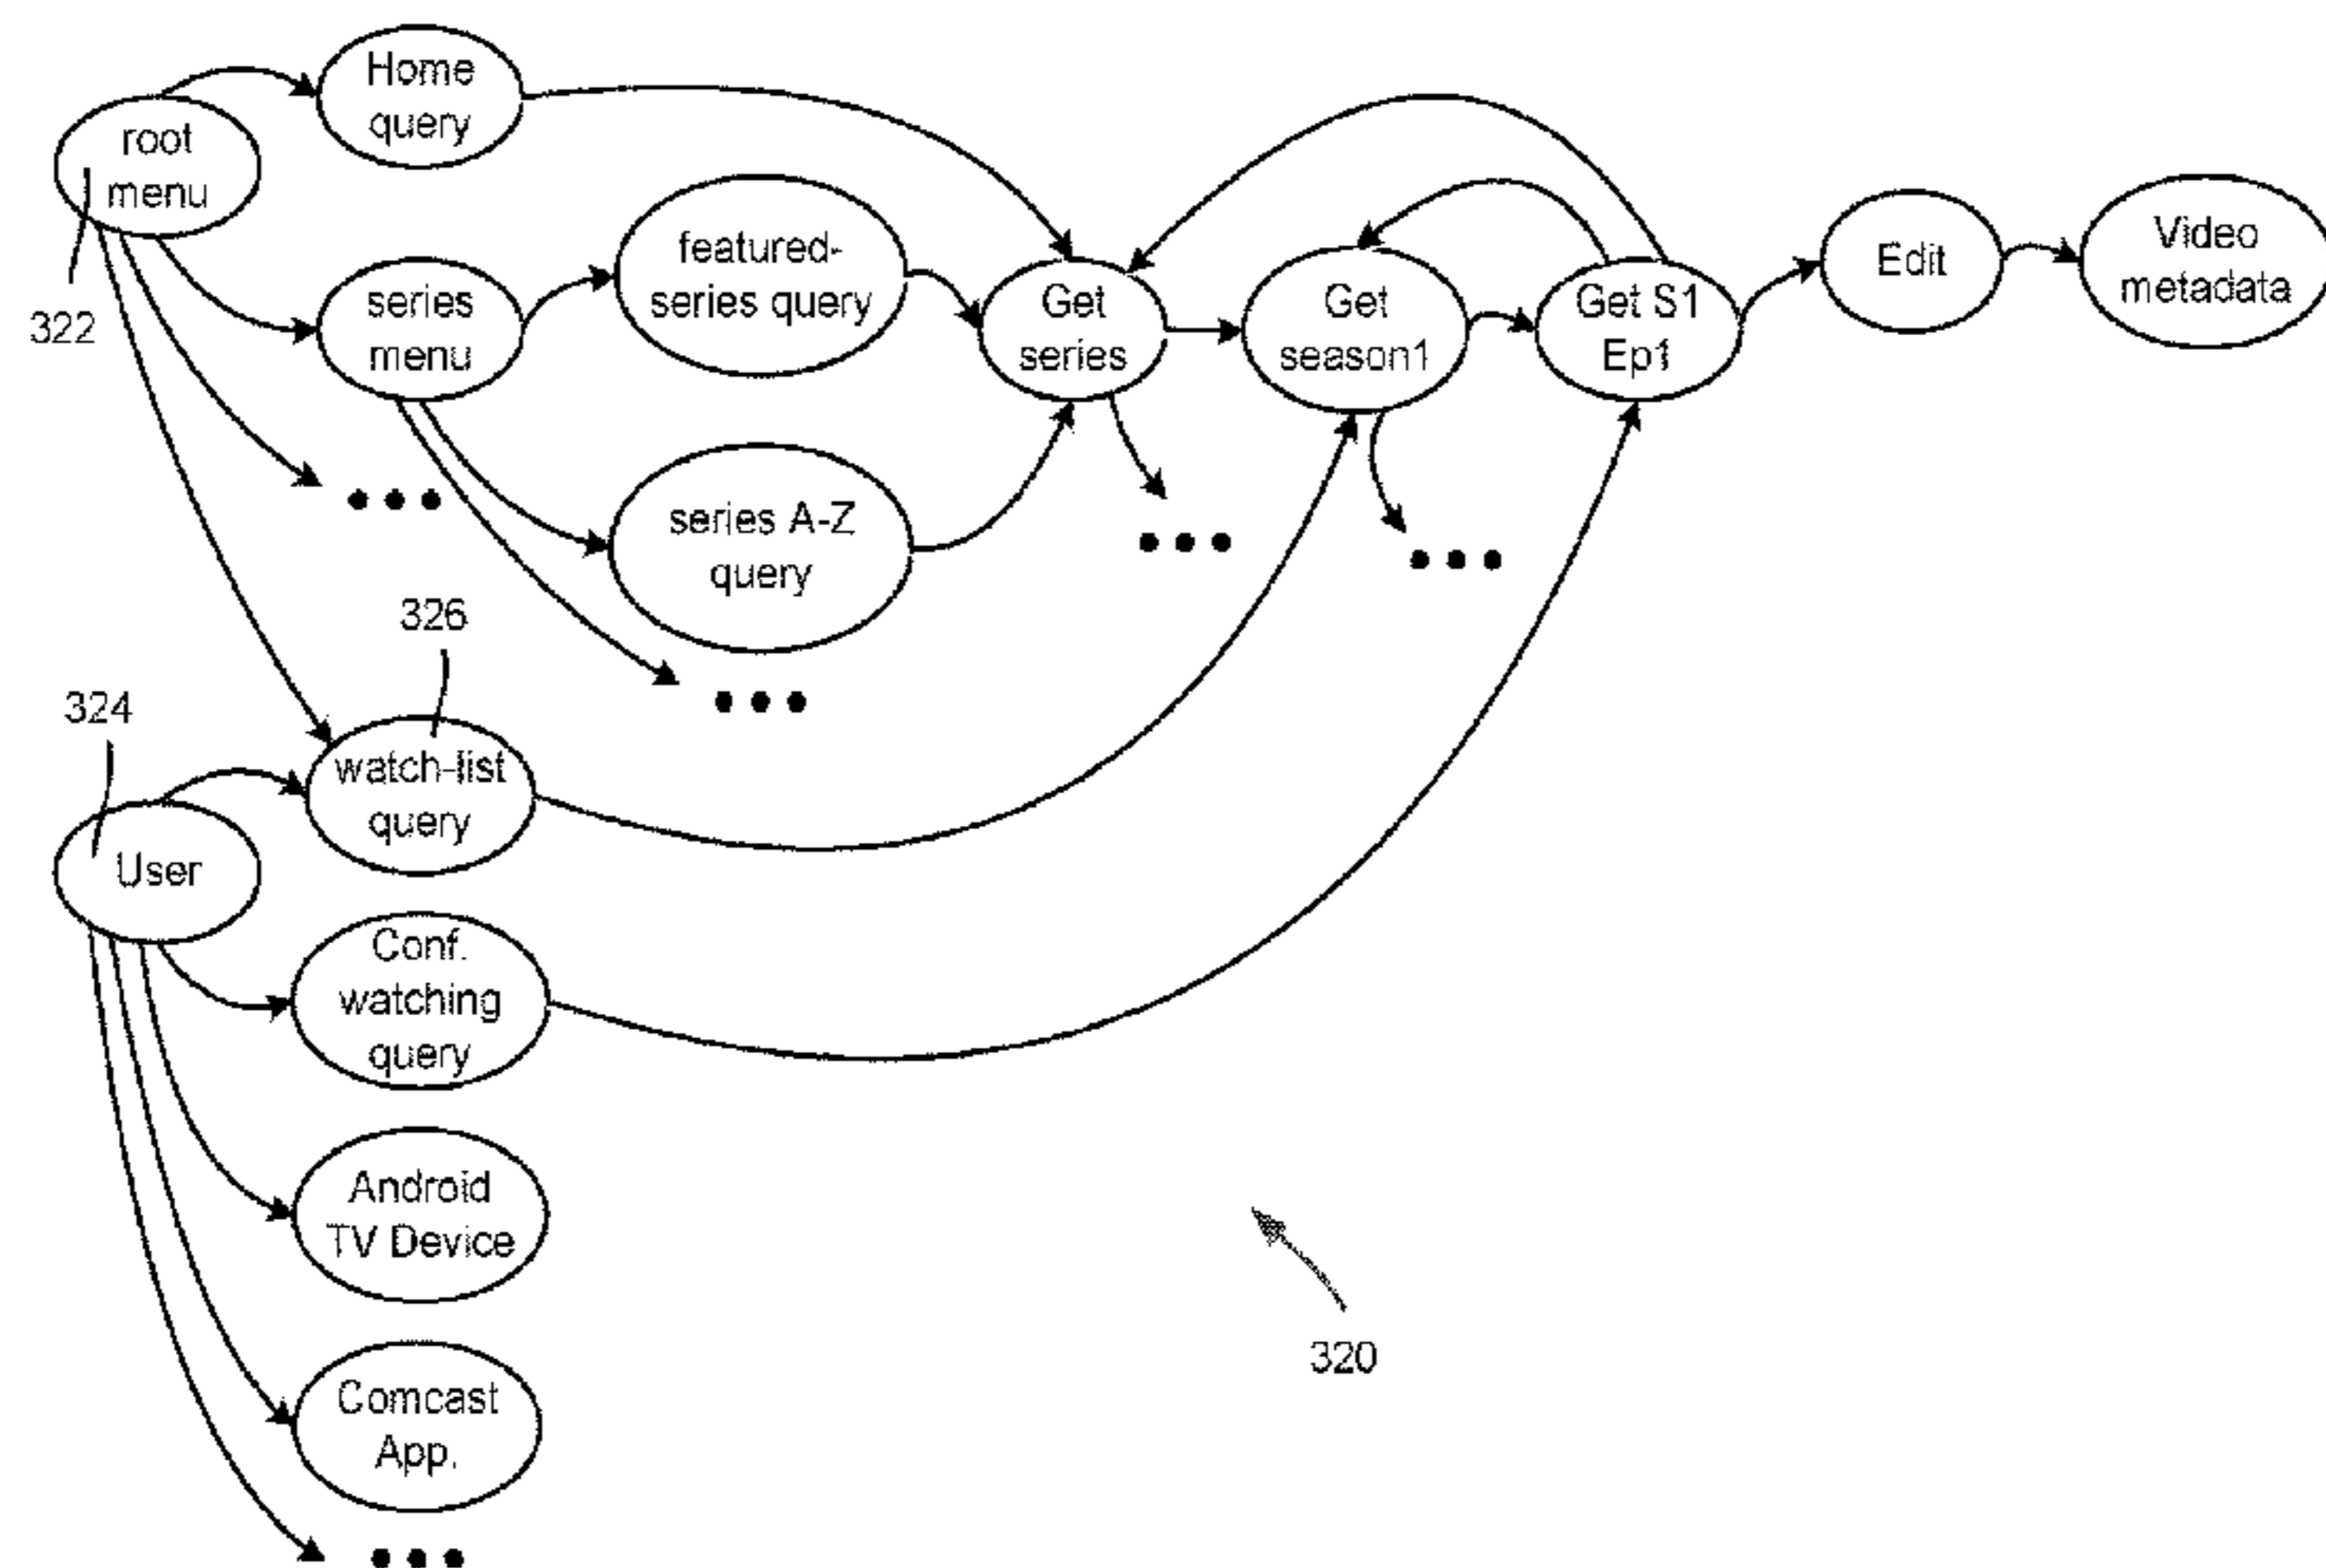 Home
query
root
menu
322
series
menu
featured-
series query
Get
series
Get
season1
Get S1
Ep1
Edit
Video
metadata
series A-Z
query
326
324
watch-list
query
User
Conf.
watching
query
Android
TV Device
Comcast
App.
320